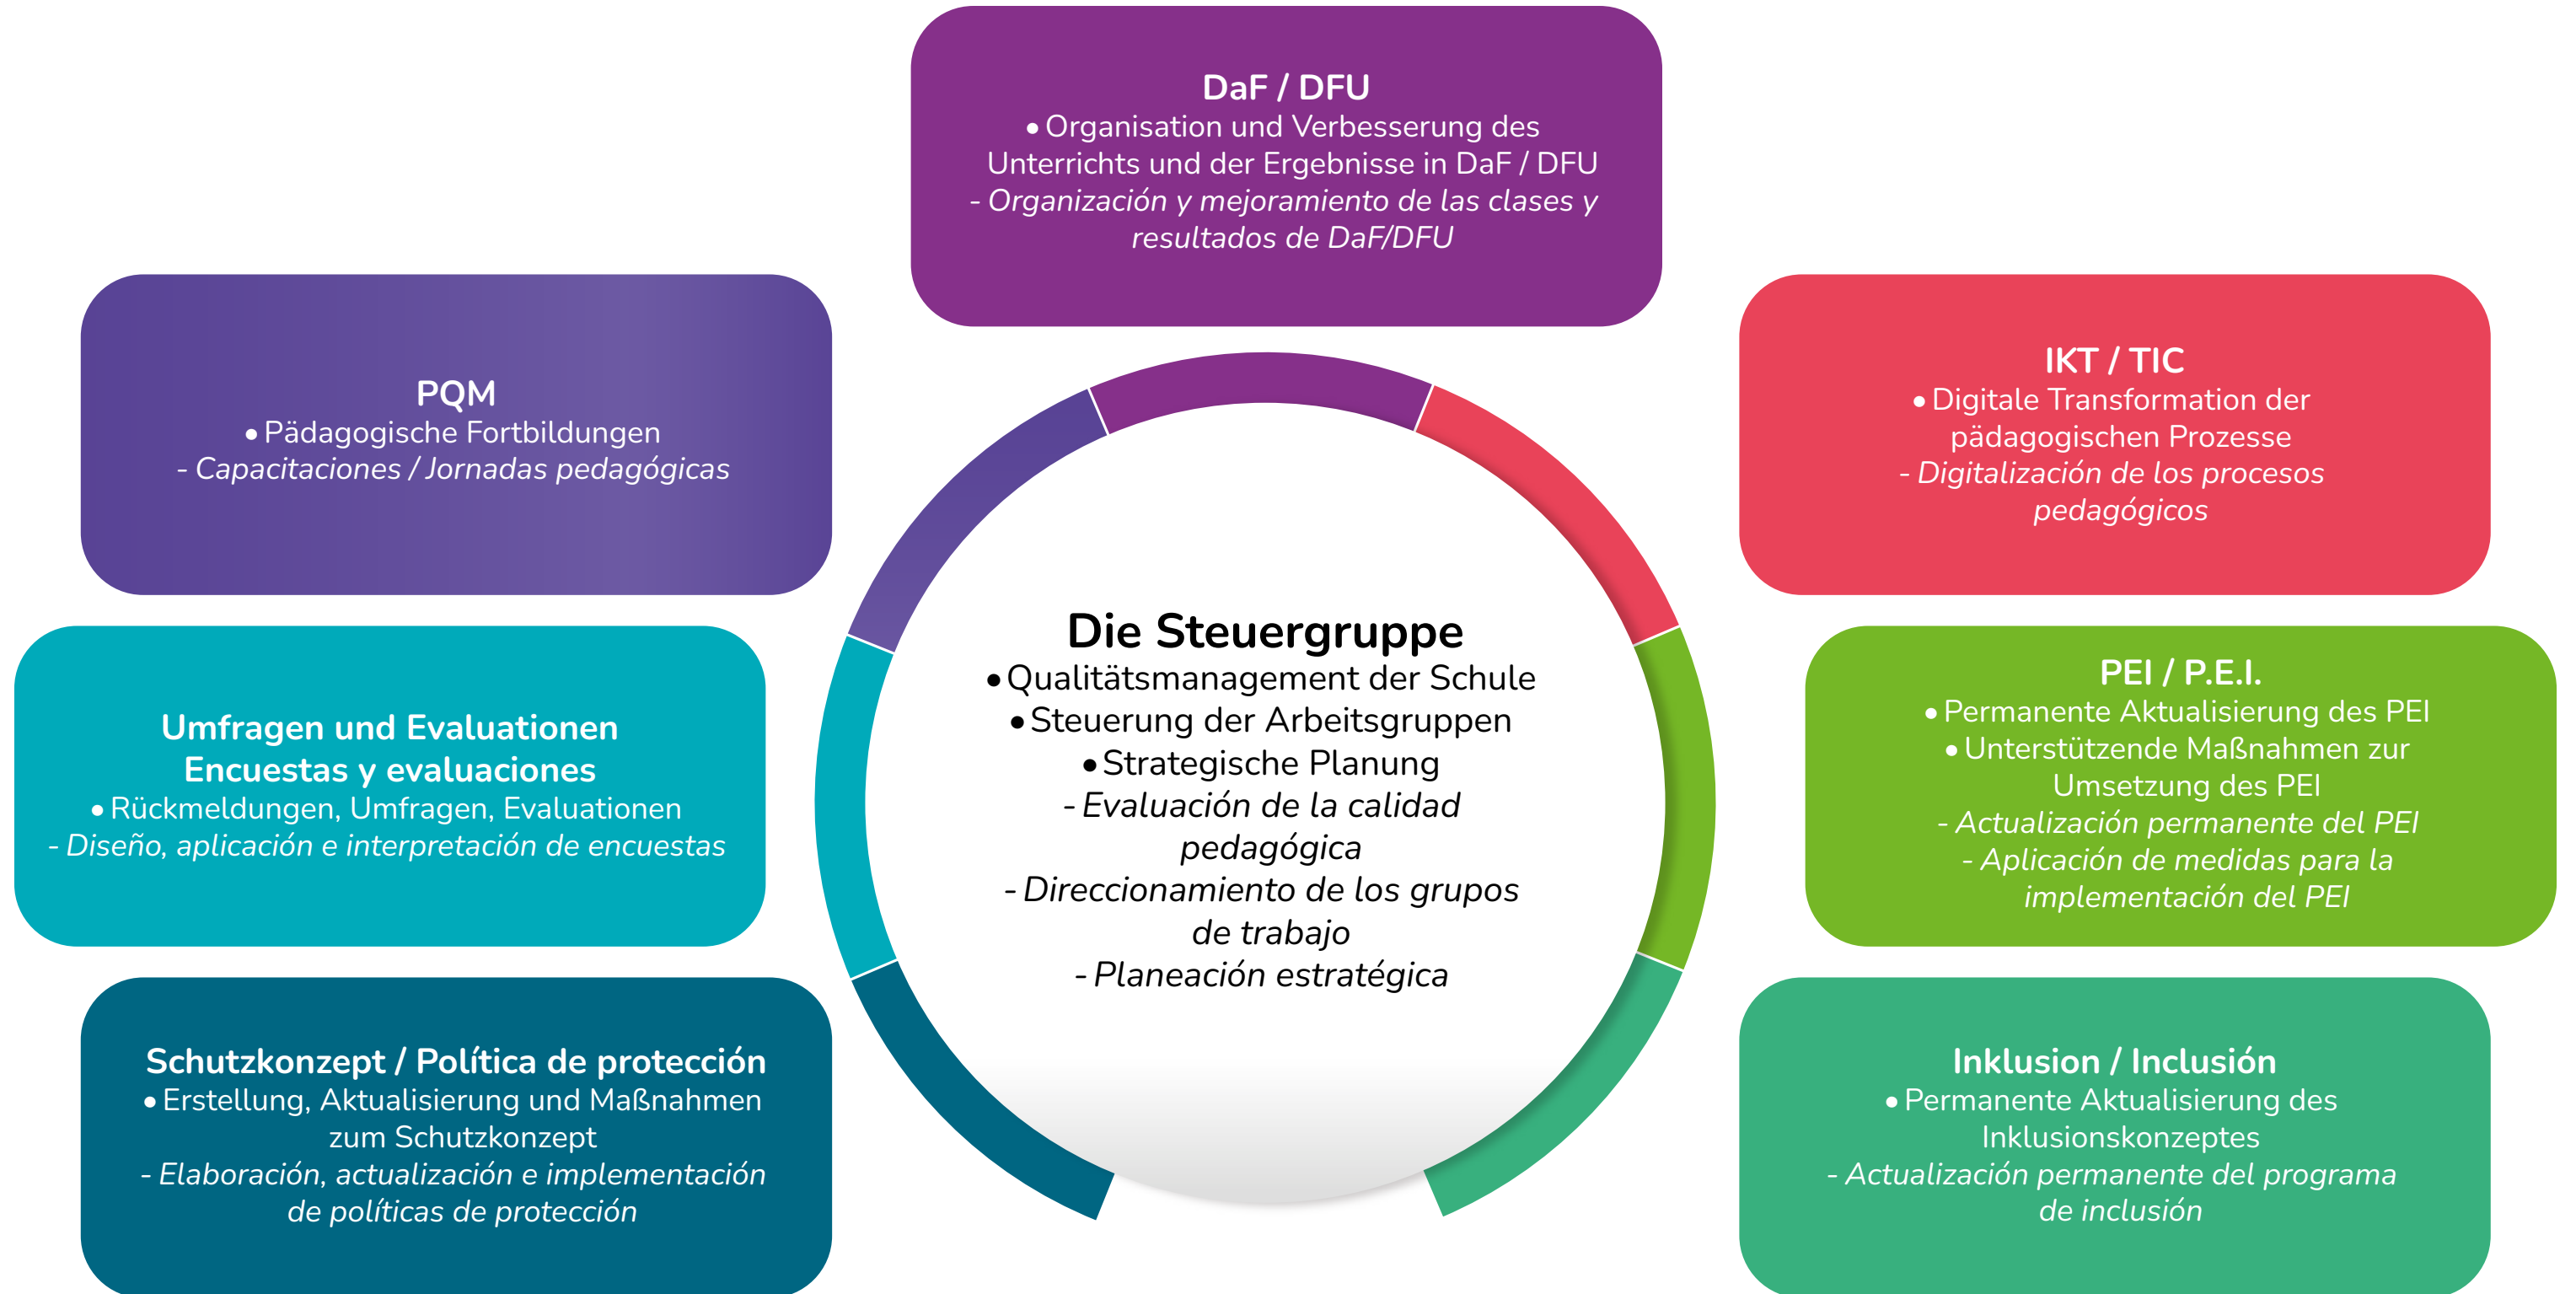 DaF / DFU
• Organisation und Verbesserung des
Unterrichts und der Ergebnisse in DaF / DFU
- Organización y mejoramiento de las clases y
resultados de DaF/DFU
PQM
• Pädagogische Fortbildungen
- Capacitaciones / Jornadas pedagógicas
IKT / TIC
• Digitale Transformation der
pädagogischen Prozesse
- Digitalización de los procesos
pedagógicos
Die Steuergruppe
• Qualitätsmanagement der Schule
• Steuerung der Arbeitsgruppen
• Strategische Planung
- Evaluación de la calidad
pedagógica
- Direccionamiento de los grupos
de trabajo
- Planeación estratégica
Umfragen und Evaluationen
Encuestas y evaluaciones
• Rückmeldungen, Umfragen, Evaluationen
- Diseño, aplicación e interpretación de encuestas
PEI / P.E.I.
• Permanente Aktualisierung des PEI
• Unterstützende Maßnahmen zur
Umsetzung des PEI
- Actualización permanente del PEI
- Aplicación de medidas para la
implementación del PEI
Schutzkonzept / Política de protección
• Erstellung, Aktualisierung und Maßnahmen
zum Schutzkonzept
- Elaboración, actualización e implementación
de políticas de protección
Inklusion / Inclusión
• Permanente Aktualisierung des
Inklusionskonzeptes
- Actualización permanente del programa
de inclusión